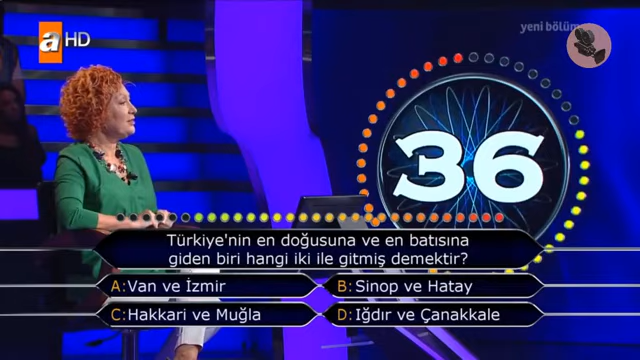 a HD
yeni bölüm
36
Türkiye'nin en doğusuna ve en batısına
giden biri hangi iki ile gitmiş demektir?
A: Van ve İzmir
B: Sinop ve Hatay
C: Hakkari ve Muğla
D: Iğdır ve Çanakkale